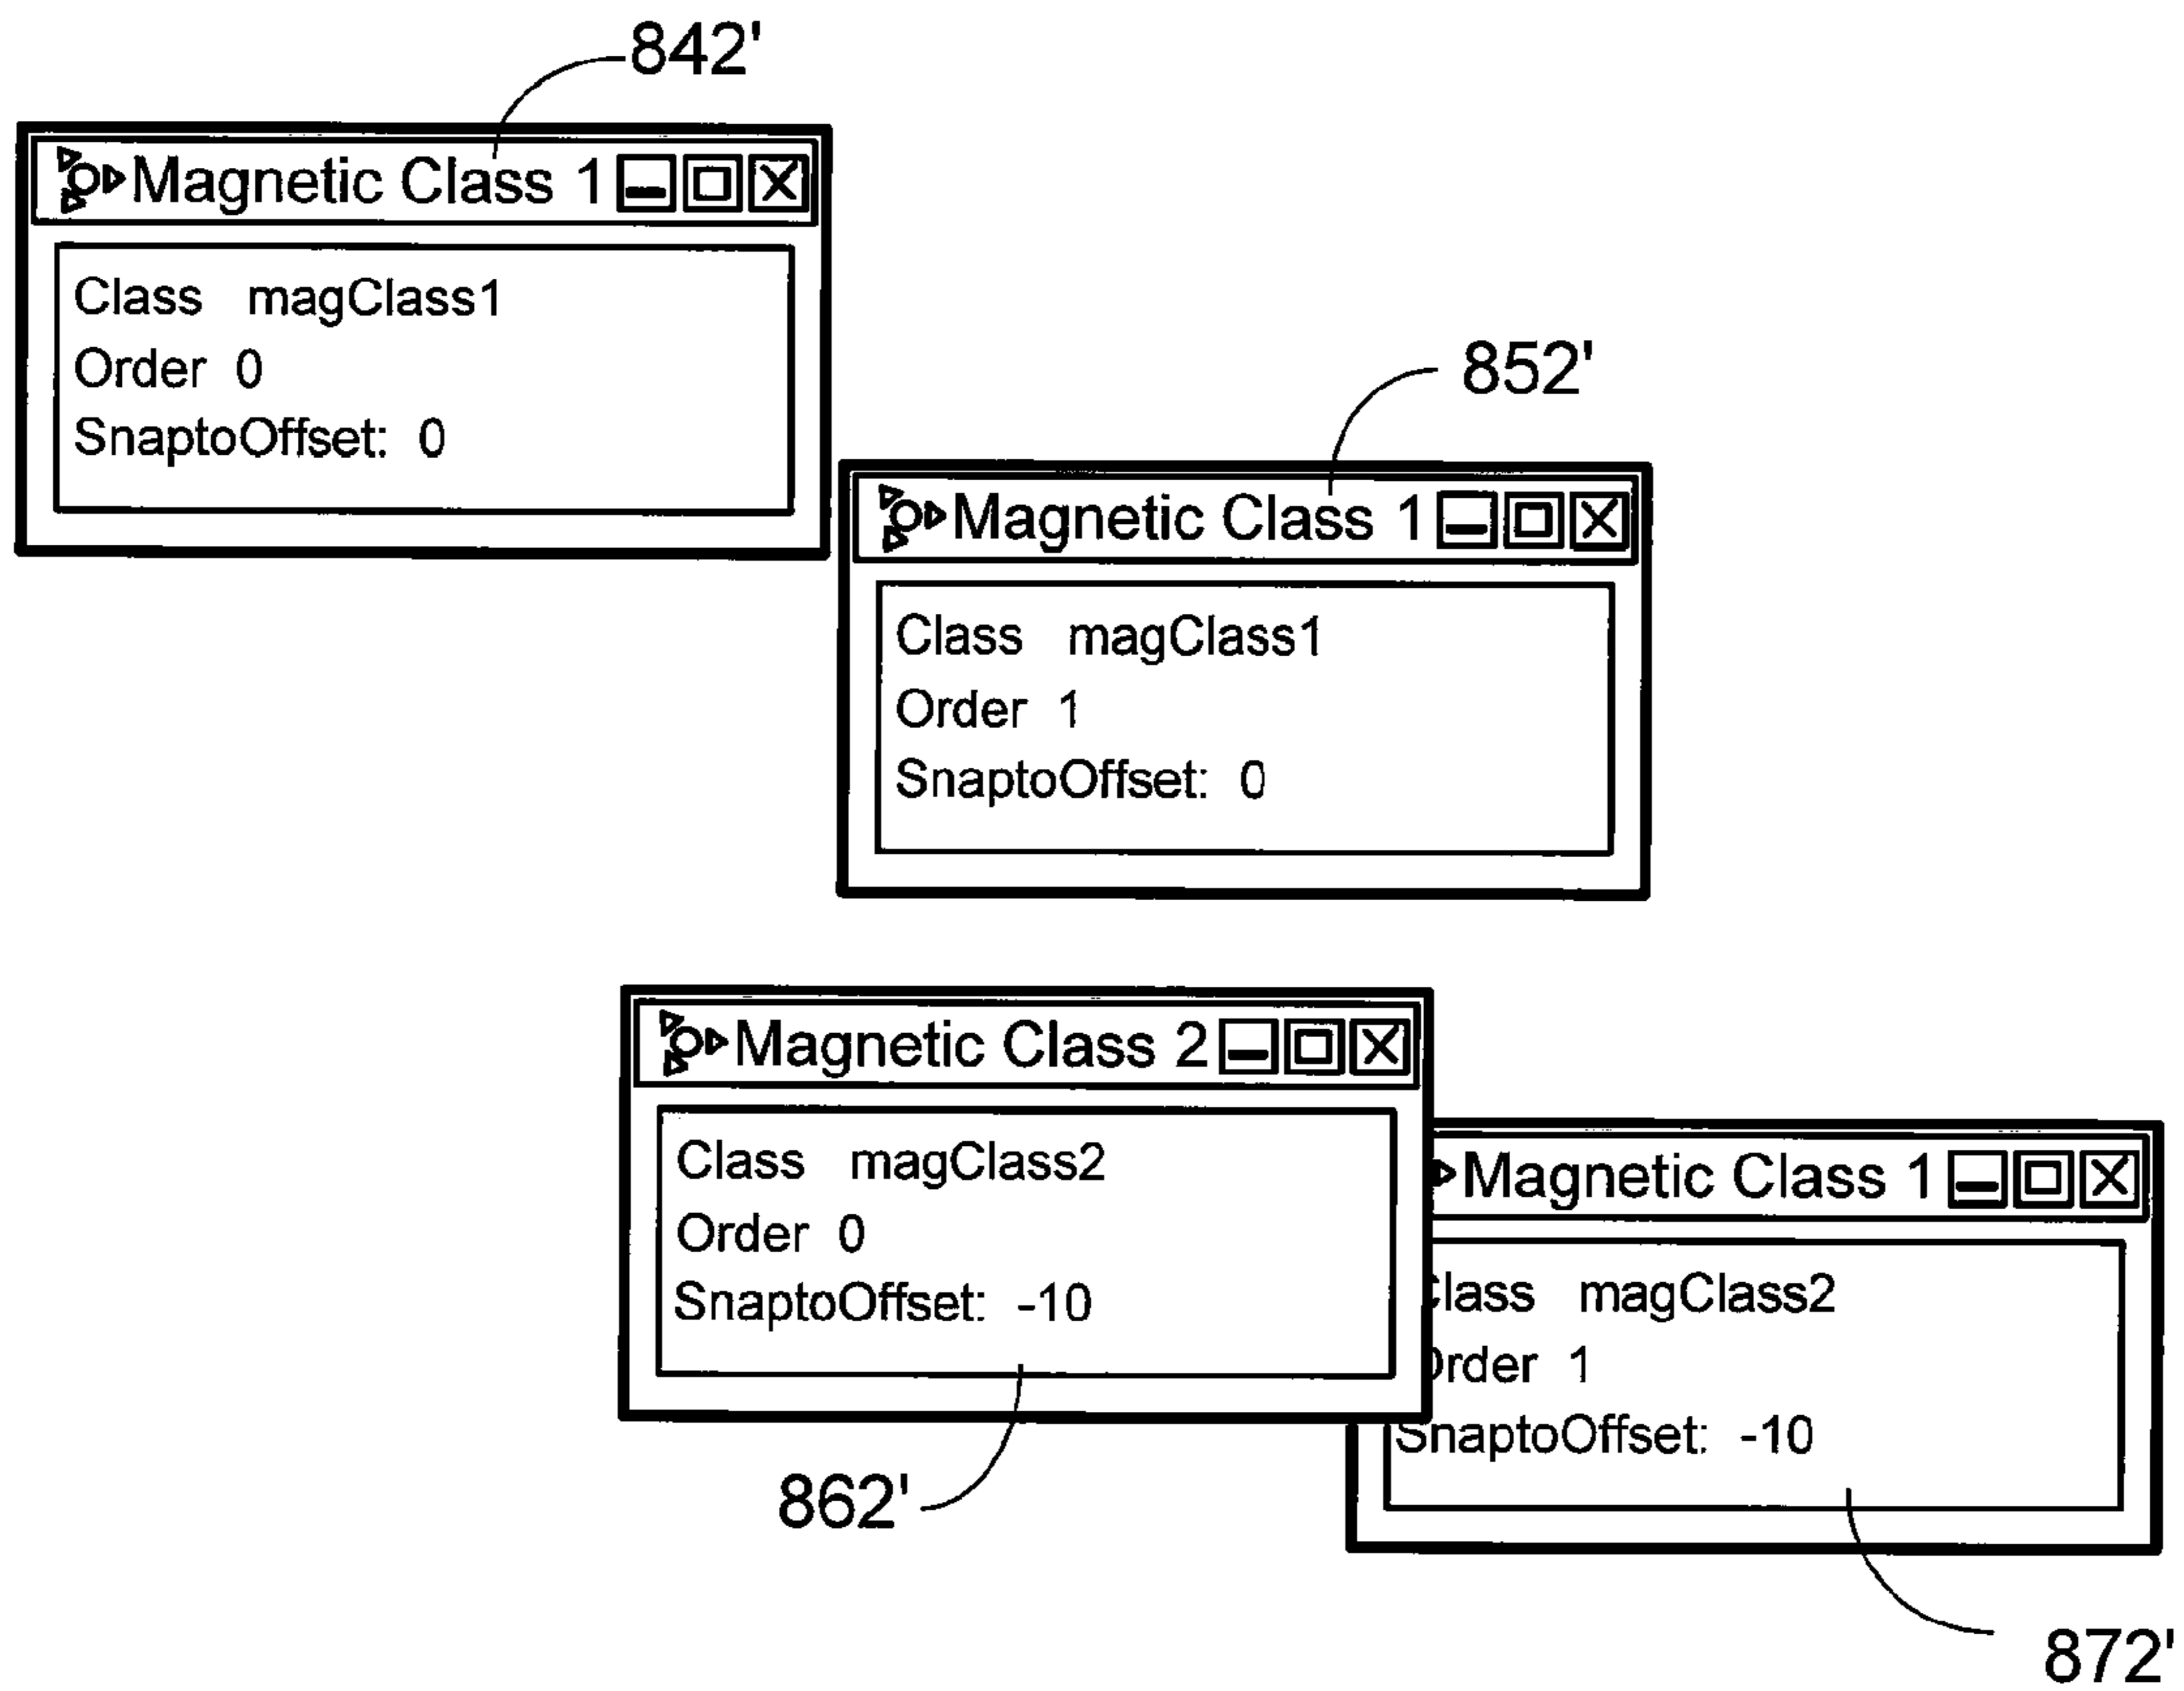 842'
Magnetic Class 1
Class magClass1
Order 0
SnaptoOffset: 0
852'
Magnetic Class 1
Class magClass1
Order 1
SnaptoOffset: 0
Magnetic Class 2
Class magClass2
Order 0
SnaptoOffset: -10
862'
Magnetic Class 1
Class magClass2
Order 1
SnaptoOffset: -10
872'